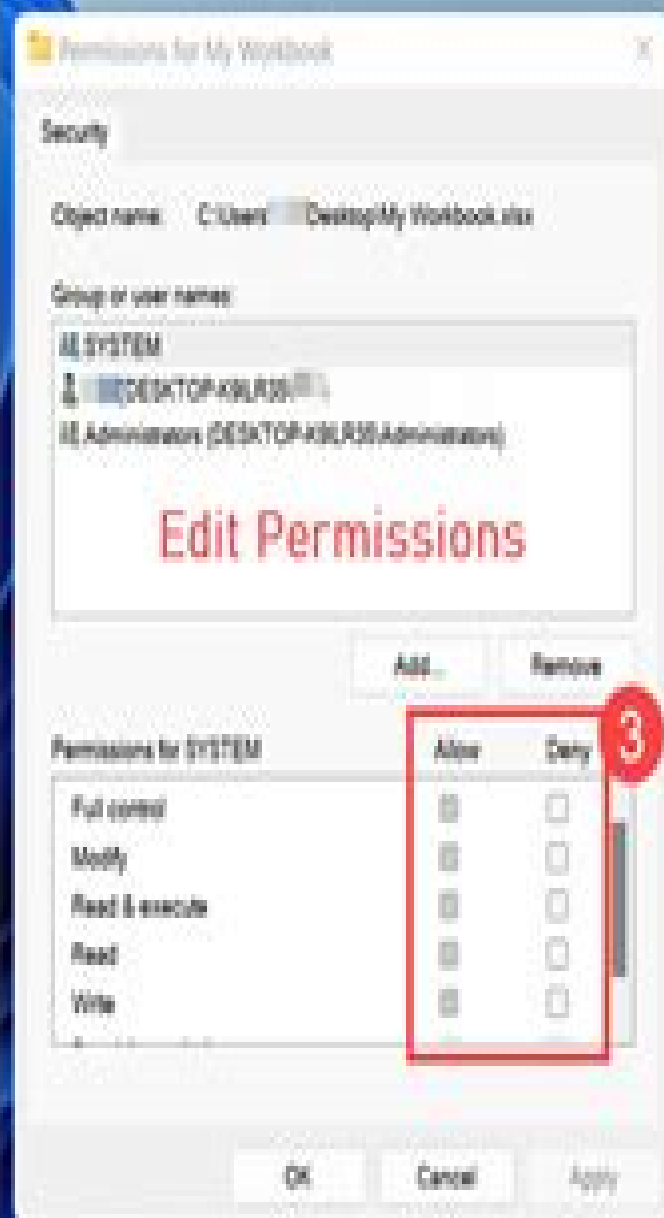 Permissions for My Workbook
Security
Object name: C:\Users\ Desktop\My Workbook.xlsx
Group or user names:
SYSTEM
Administrators (DESKTOP-K9LR35\Administrators)
Edit Permissions
Add... Remove
Permissions for SYSTEM Allow Deny
3
Full control
Modify
Read & execute
Read
Write
OK Cancel Apply